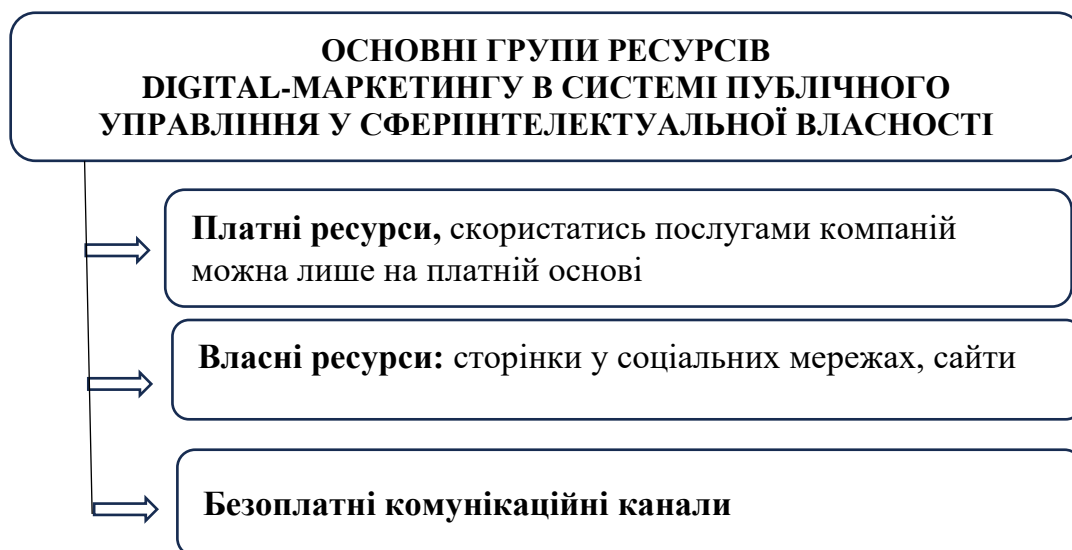 ОСНОВНІ ГРУПИ РЕСУРСІВ
DIGITAL-МАРКЕТИНГУ В СИСТЕМІ ПУБЛІЧНОГО
УПРАВЛІННЯ У СФЕРІІНТЕЛЕКТУАЛЬНОЇ ВЛАСНОСТІ
Платні ресурси, скористатись послугами компаній
можна лише на платній основі
Власні ресурси: сторінки у соціальних мережах, сайти
Безоплатні комунікаційні канали